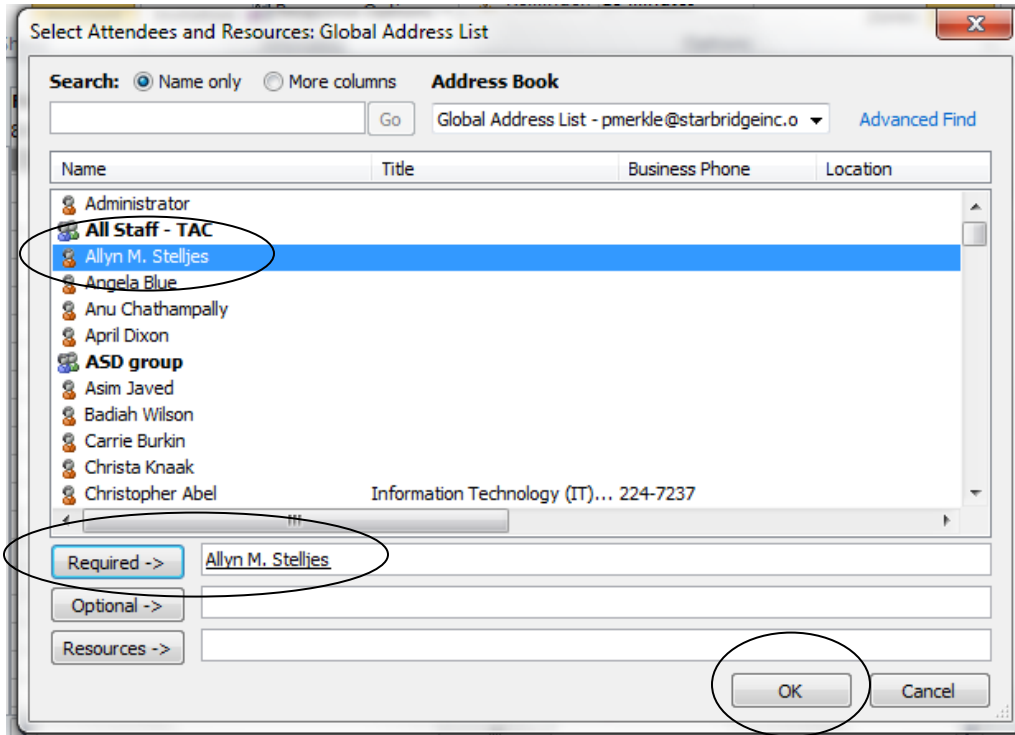 Select Attendees and Resources: Global Address List
Search: Name only More columns Address Book
Go Global Address List - pmerkle@starbridgeinc.o Advanced Find
Name Title Business Phone Location
Administrator
All Staff - TAC
Allyn M. Stelljes
Angela Blue
Anu Chathampally
April Dixon
ASD group
Asim Javed
Badiah Wilson
Carrie Burkin
Christa Knaak
Christopher Abel Information Technology (IT)... 224-7237
Required -> Allyn M. Stelljes
Optional ->
Resources ->
OK Cancel